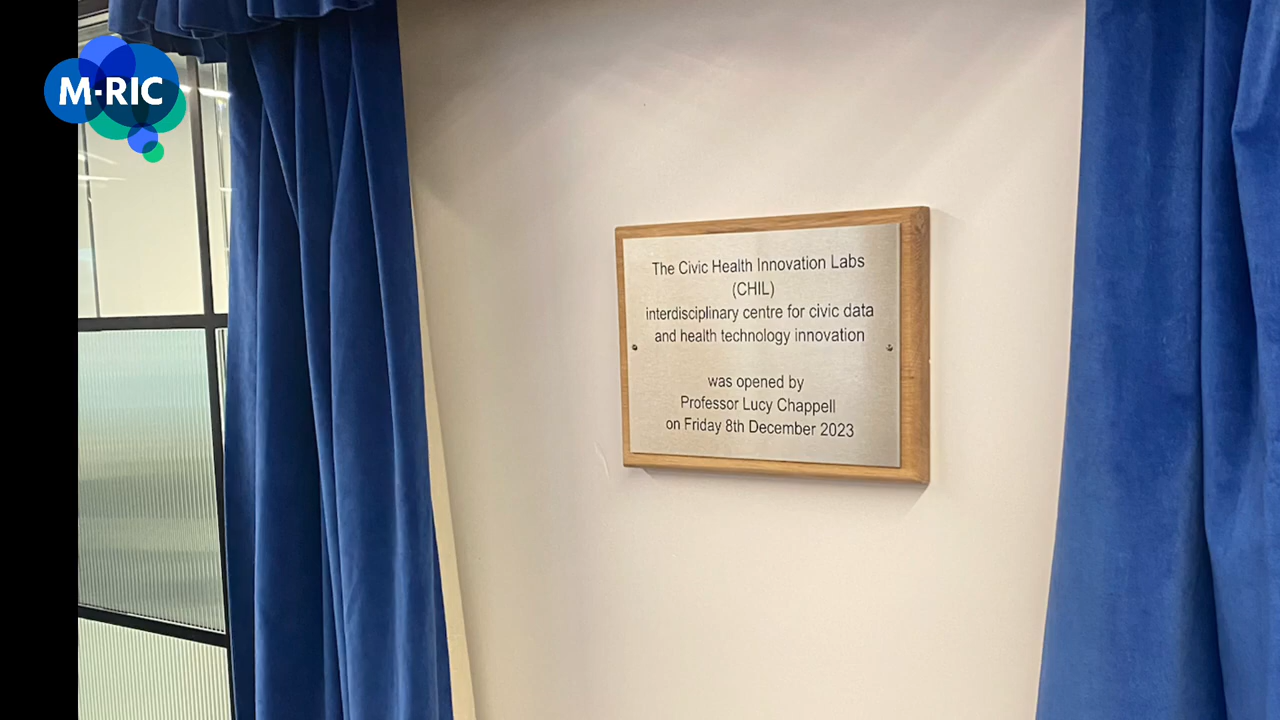 M-RIC
The Civic Health Innovation Labs
(CHIL)
interdisciplinary centre for civic data
and health technology innovation
was opened by
Professor Lucy Chappell
on Friday 8th December 2023